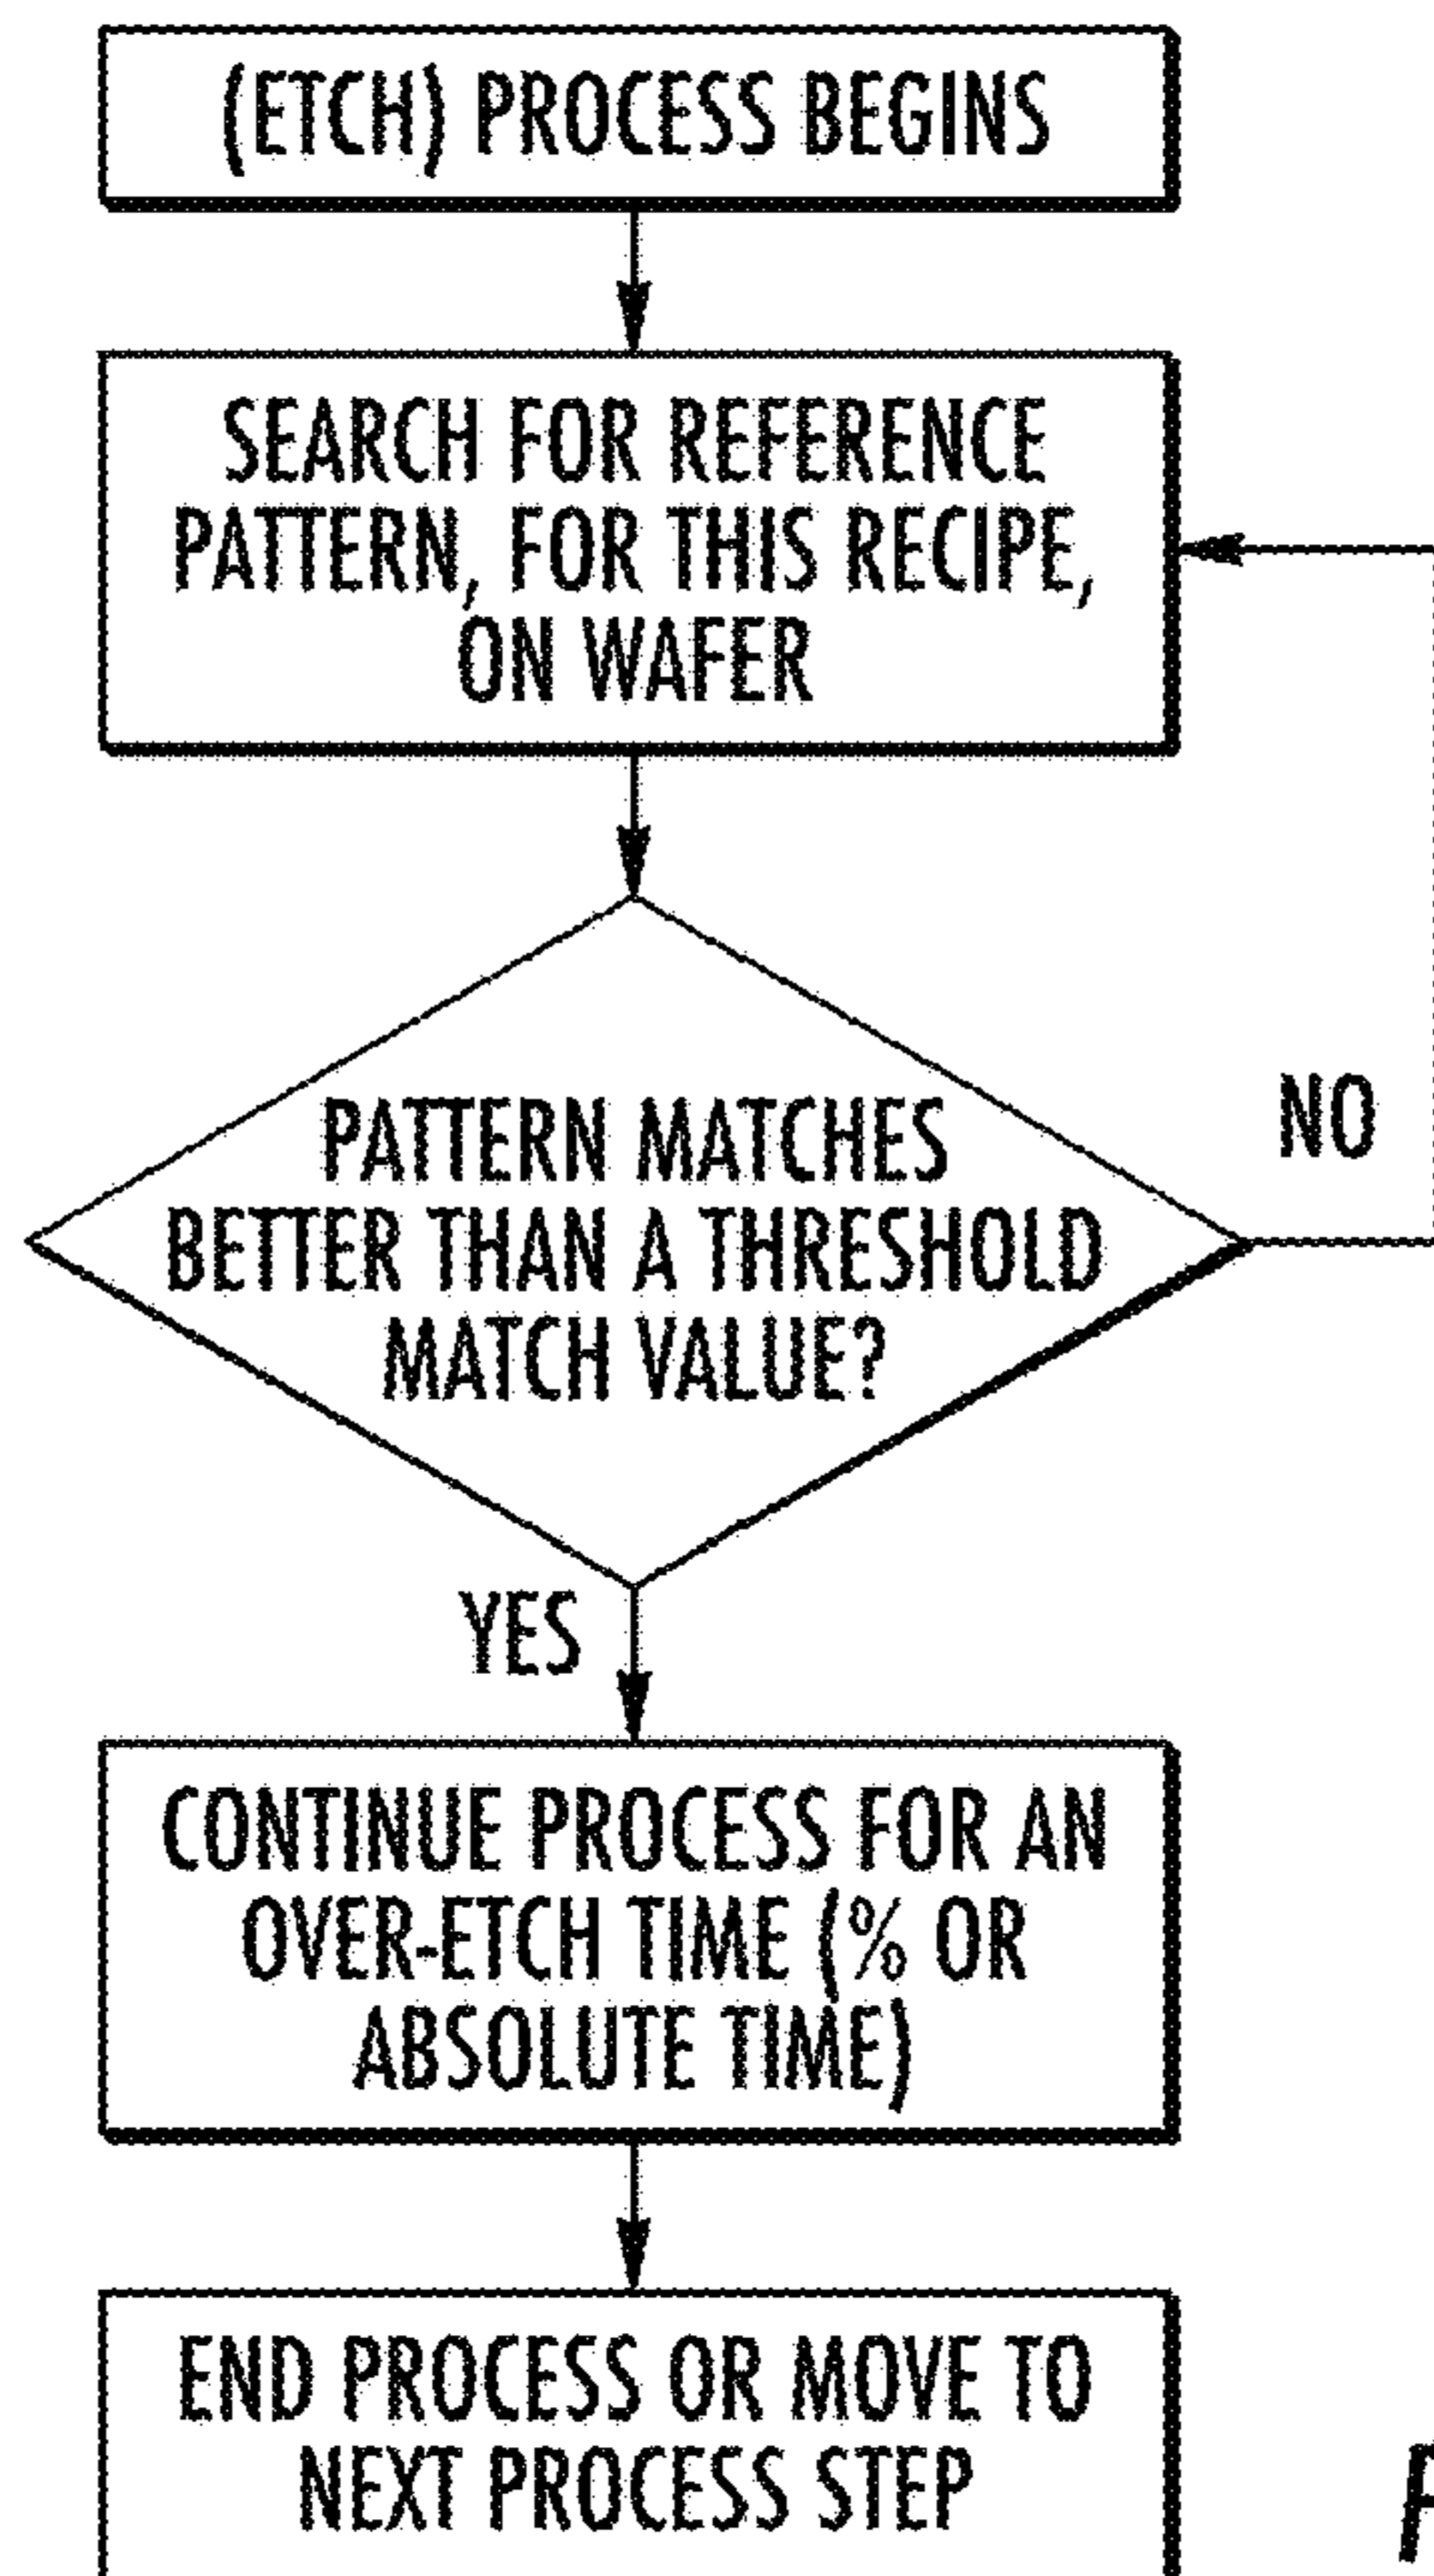 (ETCH) PROCESS BEGINS
SEARCH FOR REFERENCE
PATTERN, FOR THIS RECIPE,
ON WAFER
PATTERN MATCHES
BETTER THAN A THRESHOLD
MATCH VALUE?
NO
YES
CONTINUE PROCESS FOR AN
OVER-ETCH TIME (% OR
ABSOLUTE TIME)
END PROCESS OR MOVE TO
NEXT PROCESS STEP